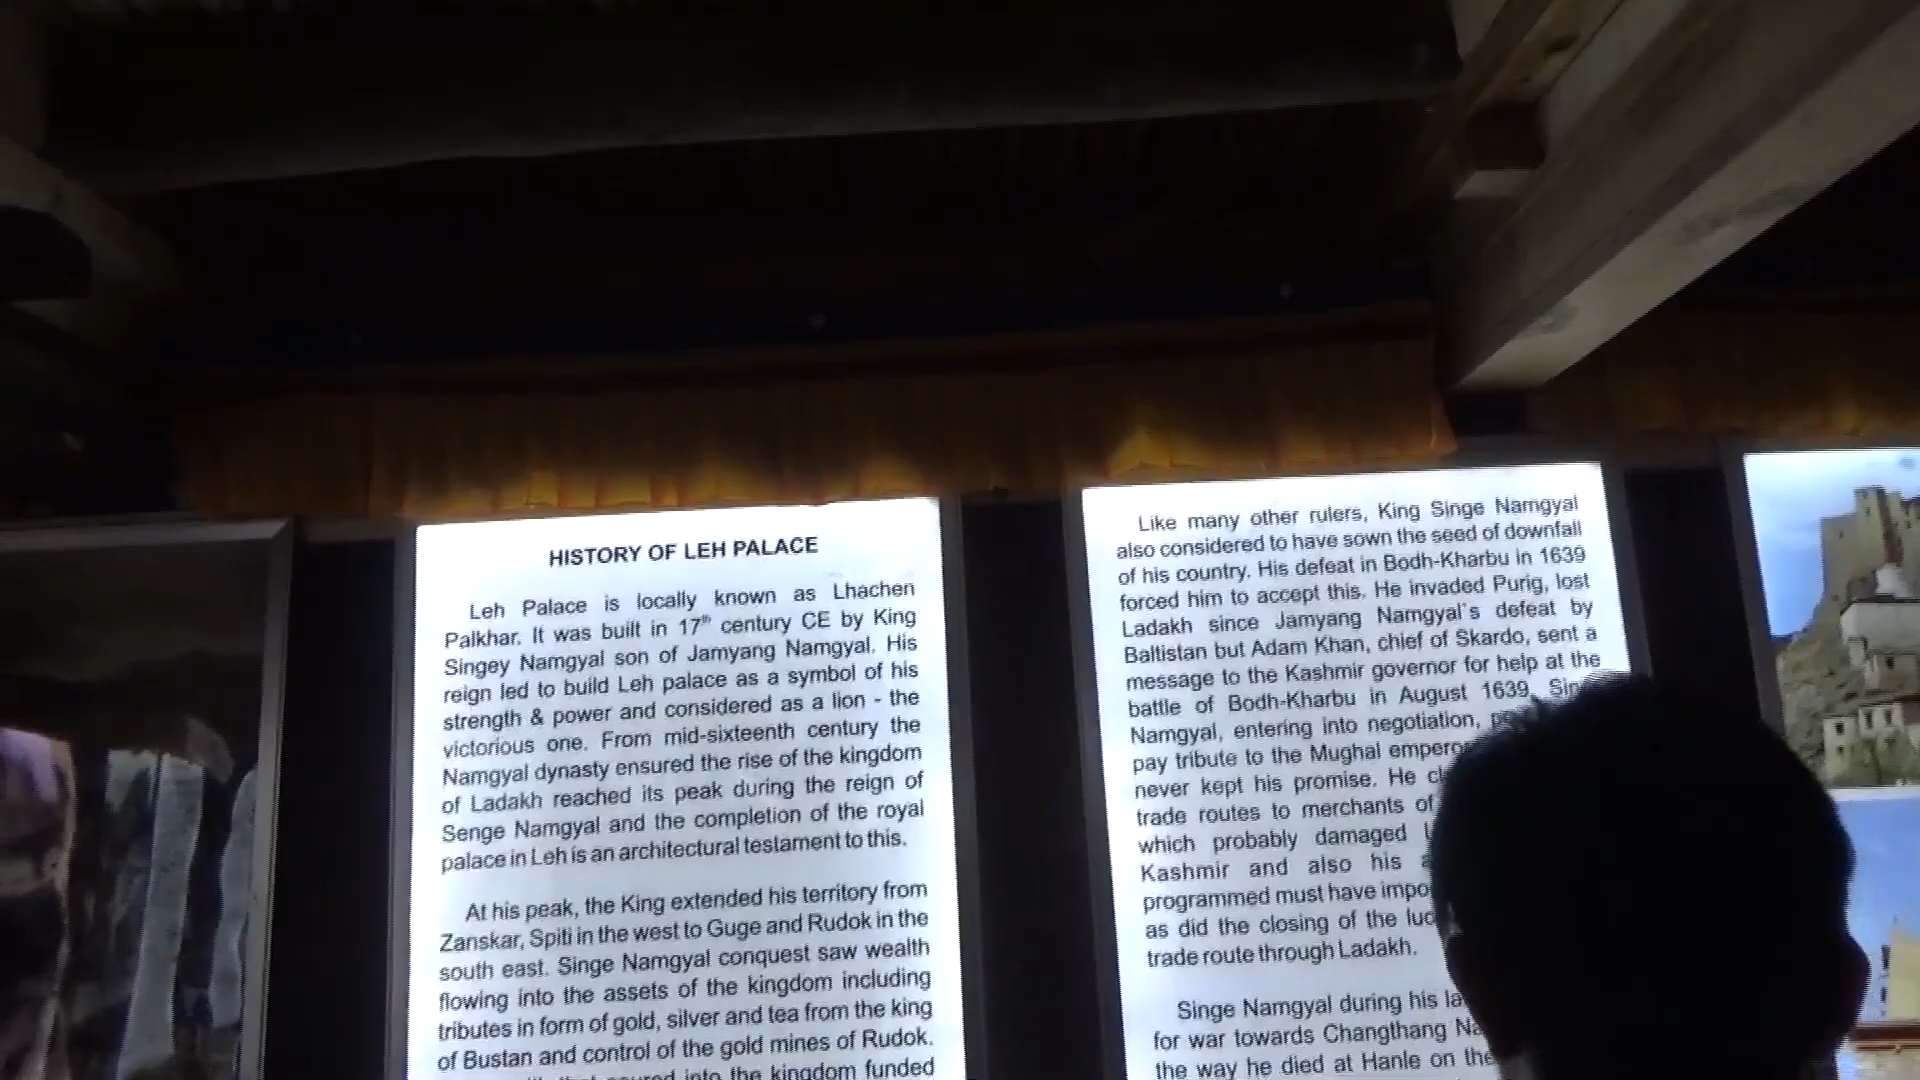 HISTORY OF LEH PALACE
Leh Palace is locally known as Lhachen
Palkhar. It was built in 17th century CE by King
Singey Namgyal son of Jamyang Namgyal. His
reign led to build Leh palace as a symbol of his
strength & power and considered as a lion - the
victorious one. From mid-sixteenth century the
Namgyal dynasty ensured the rise of the kingdom
of Ladakh reached its peak during the reign of
Senge Namgyal and the completion of the royal
palace in Leh is an architectural testament to this.
At his peak, the King extended his territory from
Zanskar, Spiti in the west to Guge and Rudok in the
south east. Singe Namgyal conquest saw wealth
flowing into the assets of the kingdom including
tributes in form of gold, silver and tea from the king
of Bustan and control of the gold mines of Rudok.
into the kingdom funded
Like many other rulers, King Singe Namgyal
also considered to have sown the seed of downfall
of his country. His defeat in Bodh-Kharbu in 1639
forced him to accept this. He invaded Purig, lost
Ladakh since Jamyang Namgyal's defeat by
Baltistan but Adam Khan, chief of Skardo, sent a
message to the Kashmir governor for help at the
battle of Bodh-Kharbu in August 1639.
Namgyal, entering into negotiation,
pay tribute to the Mughal
never kept his promise. He
trade routes to merchants of
which probably damaged
Kashmir and also his
programmed must have
as did the closing of the
trade route through Ladakh.
Singe Namgyal during his
for war towards Changthang
the way he died at Hanle on the